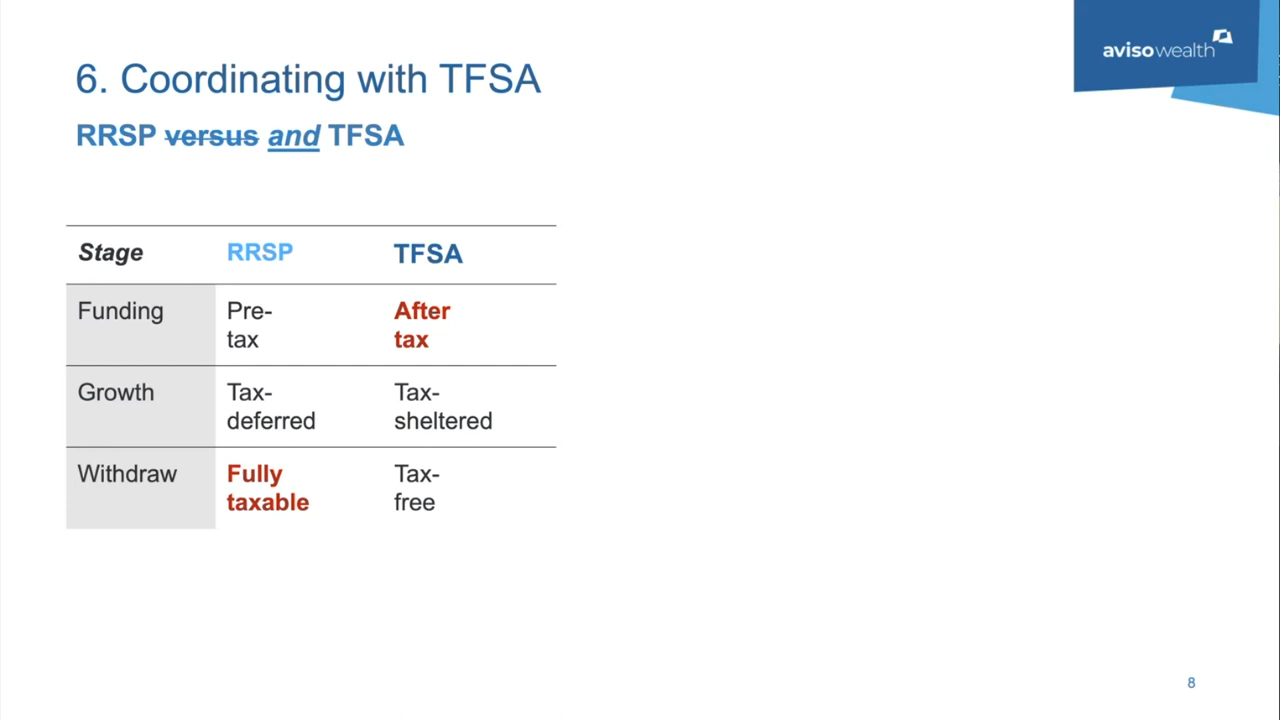 avisowealth
6. Coordinating with TFSA
RRSP versus and TFSA
Stage RRSP TFSA
Funding Pre- After
tax tax
Growth Tax- Tax-
deferred sheltered
Withdraw Fully Tax-
taxable free
8